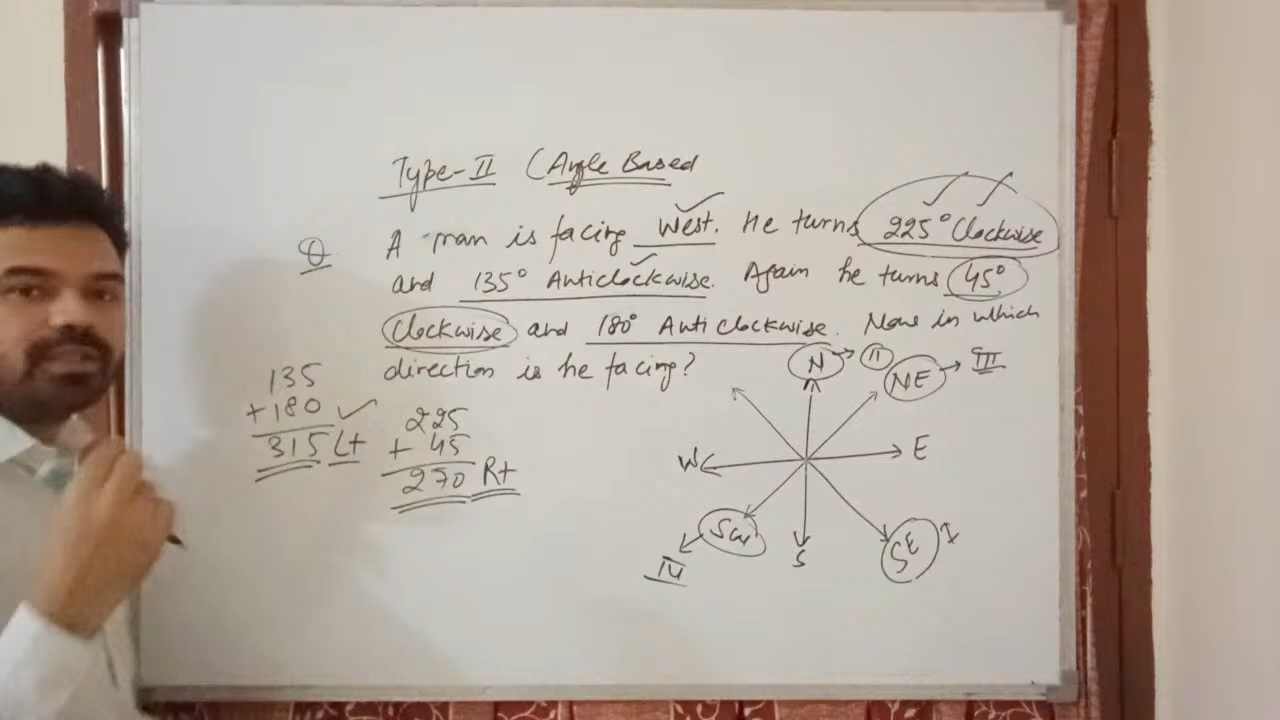 Type-II (Angle Based
Q A man is facing West. He turns 225° Clockwise
and 135° Anticlockwise. Again he turns 45°
Clockwise and 180° Anticlockwise. Now in which
direction is he facing?
135
+180
315 Lt
225
+ 45
270 Rt
N II
NE III
W E
SW
S
SE I
IV